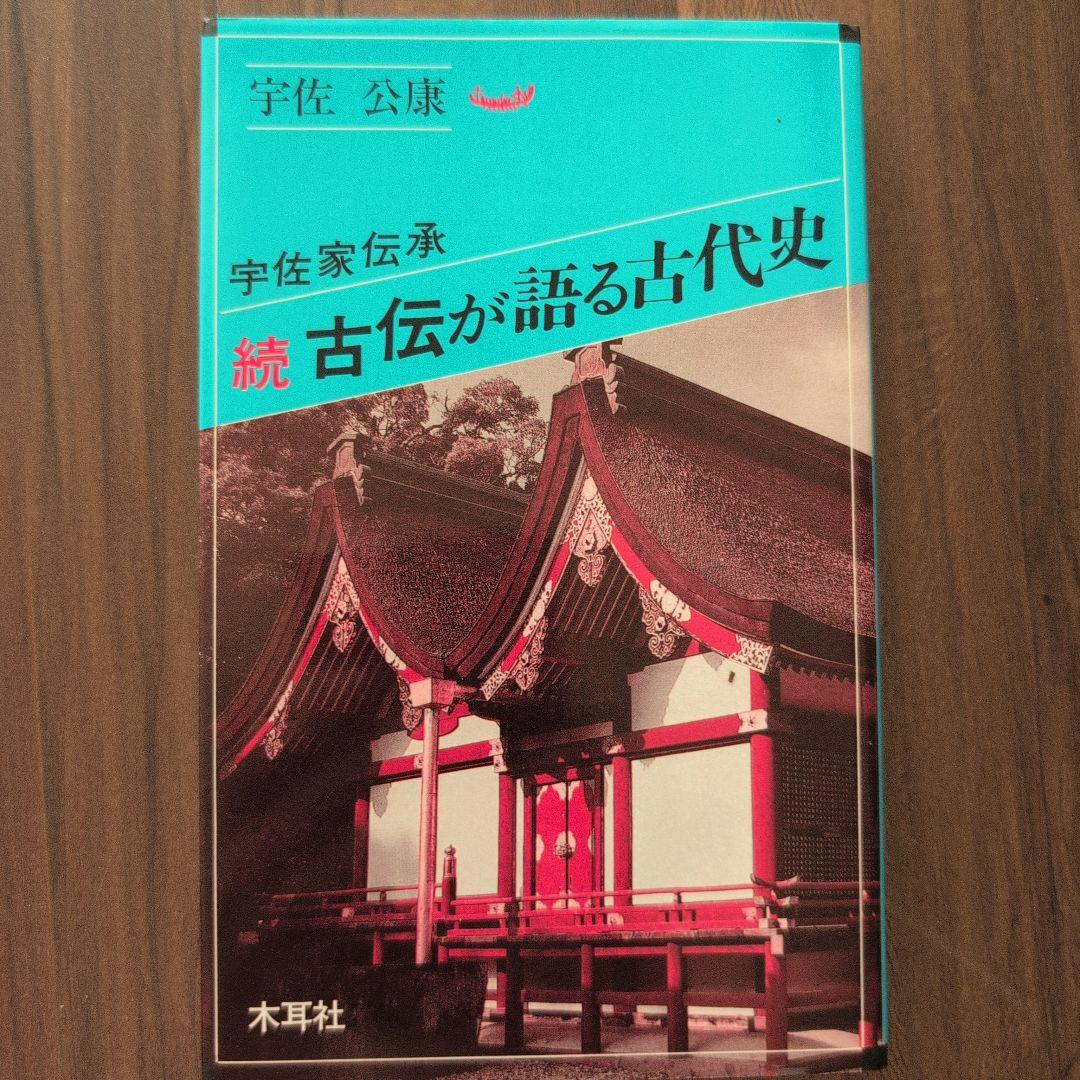 宇佐 公康
宇佐家伝承
続 古伝が語る古代史
木耳社